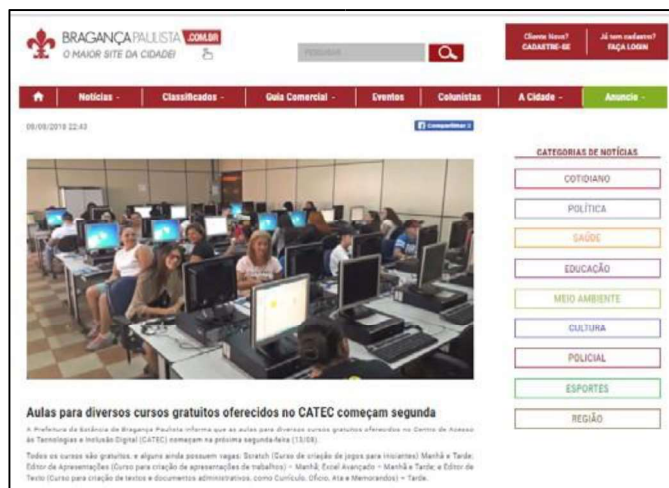 BRAGANÇA PAULISTA .COM.BR
O MAIOR SITE DA CIDADE!
PESQUISAR
Cliente Novo?
CADASTRE-SE
Já tem cadastro?
FAÇA LOGIN
Notícias -
Classificados -
Guia Comercial -
Eventos
Colunistas
A Cidade -
Anuncie -
22:43
Compartilhar
CATEGORIAS DE NOTÍCIAS
COTIDIANO
POLÍTICA
SAÚDE
EDUCAÇÃO
MEIO AMBIENTE
CULTURA
POLICIAL
ESPORTES
REGIÃO
Aulas para diversos cursos gratuitos oferecidos no CATEC começam segunda
A Prefeitura da Estância de Bragança Paulista informa que as aulas para diversos cursos gratuitos oferecidos no Centro de Acesso
às Tecnologias e Inclusão Digital (CATEC) começam na próxima segunda-feira (13/08).
Todos os cursos são gratuitos, e alguns ainda possuem vagas: Scratch (Curso de criação de jogos para iniciantes) Manhã e Tarde;
Editor de Apresentações (Curso para criação de apresentações de trabalhos) – Manhã; Excel Avançado – Manhã e Tarde; e Editor de
Texto (Curso para criação de textos e documentos administrativos, como Currículo, Ofício, Ata e Memorandos) – Tarde.